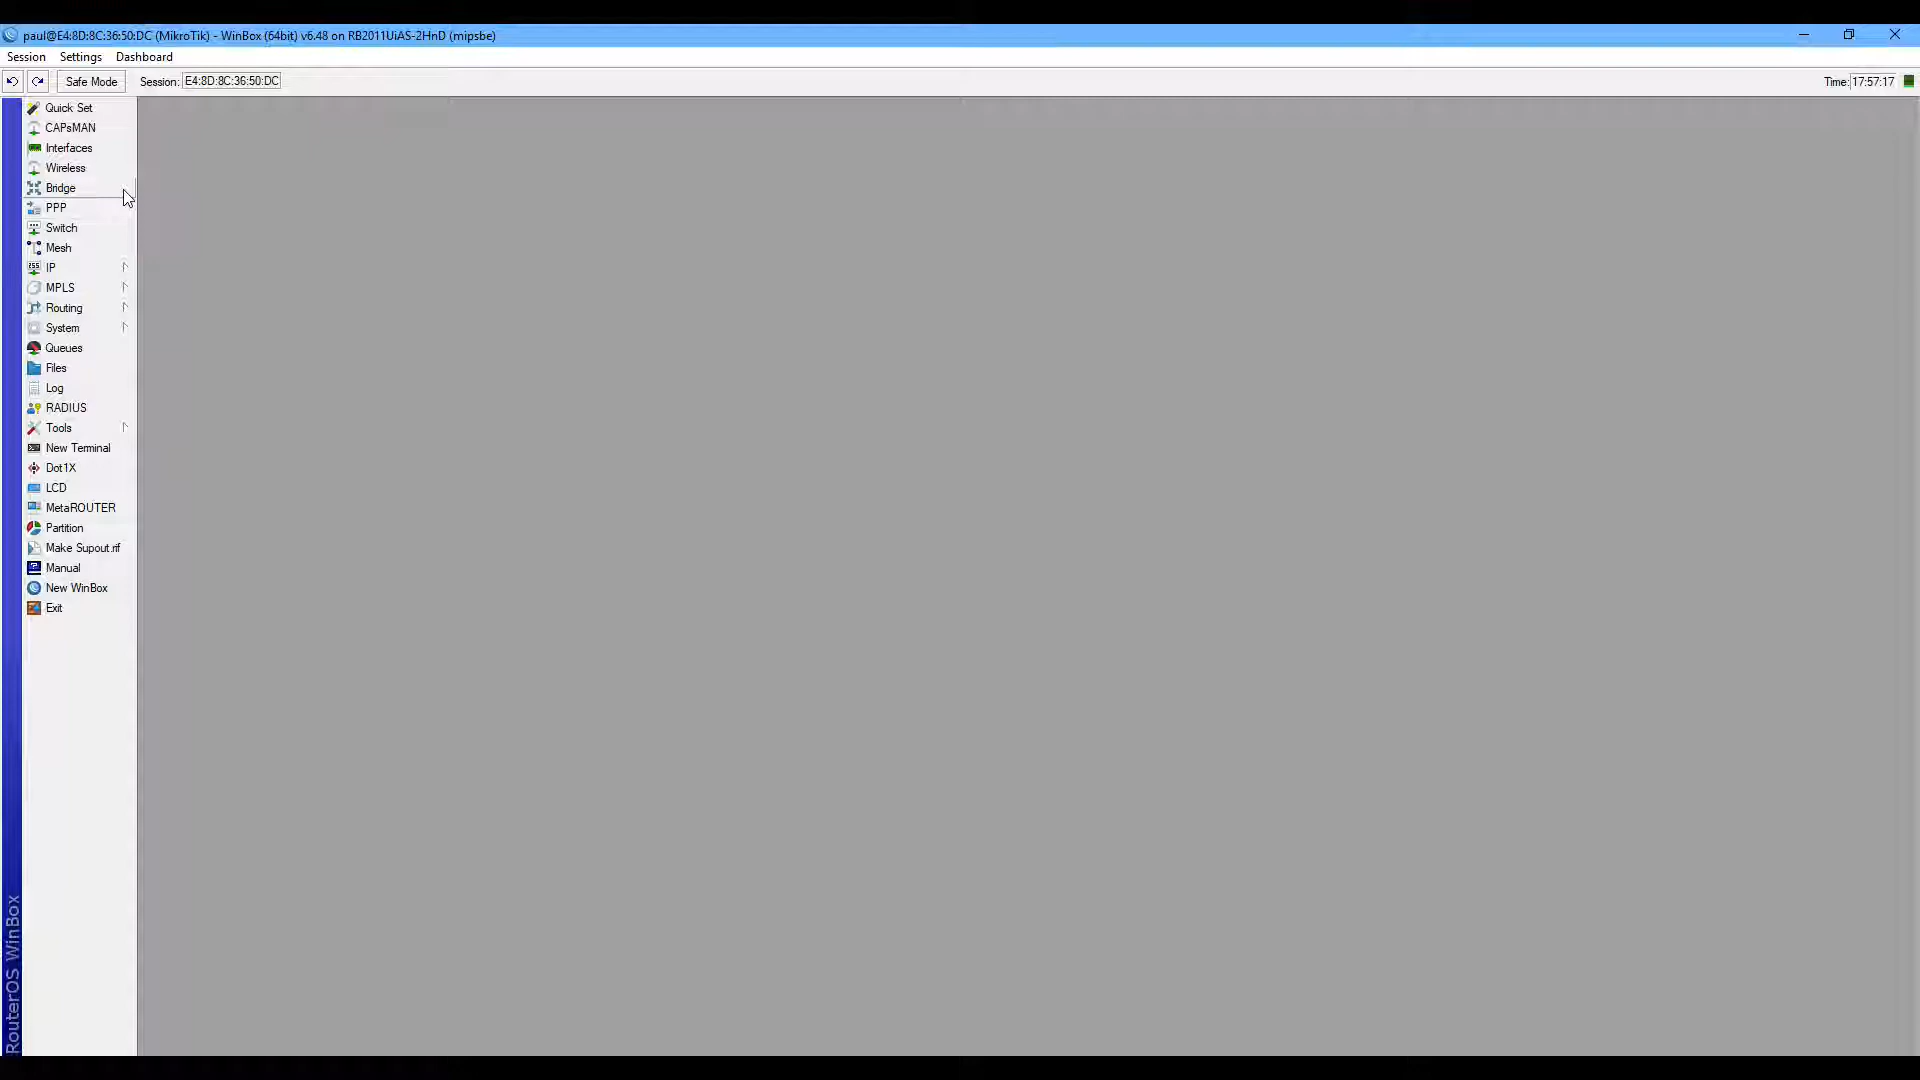 paul@E4:8D:8C:36:50:DC (MikroTik) - WinBox (64bit) v6.48 on RB2011UiAS-2HnD (mipsbe)
Session Settings Dashboard
Safe Mode Session: E4:8D:8C:36:50:DC Time: 17:57:17
Quick Set
CAPsMAN
Interfaces
Wireless
Bridge
PPP
Switch
Mesh
IP
MPLS
Routing
System
Queues
Files
Log
RADIUS
Tools
New Terminal
Dot1X
LCD
MetaROUTER
Partition
Make Supout.rif
Manual
New WinBox
Exit
RouterOS WinBox